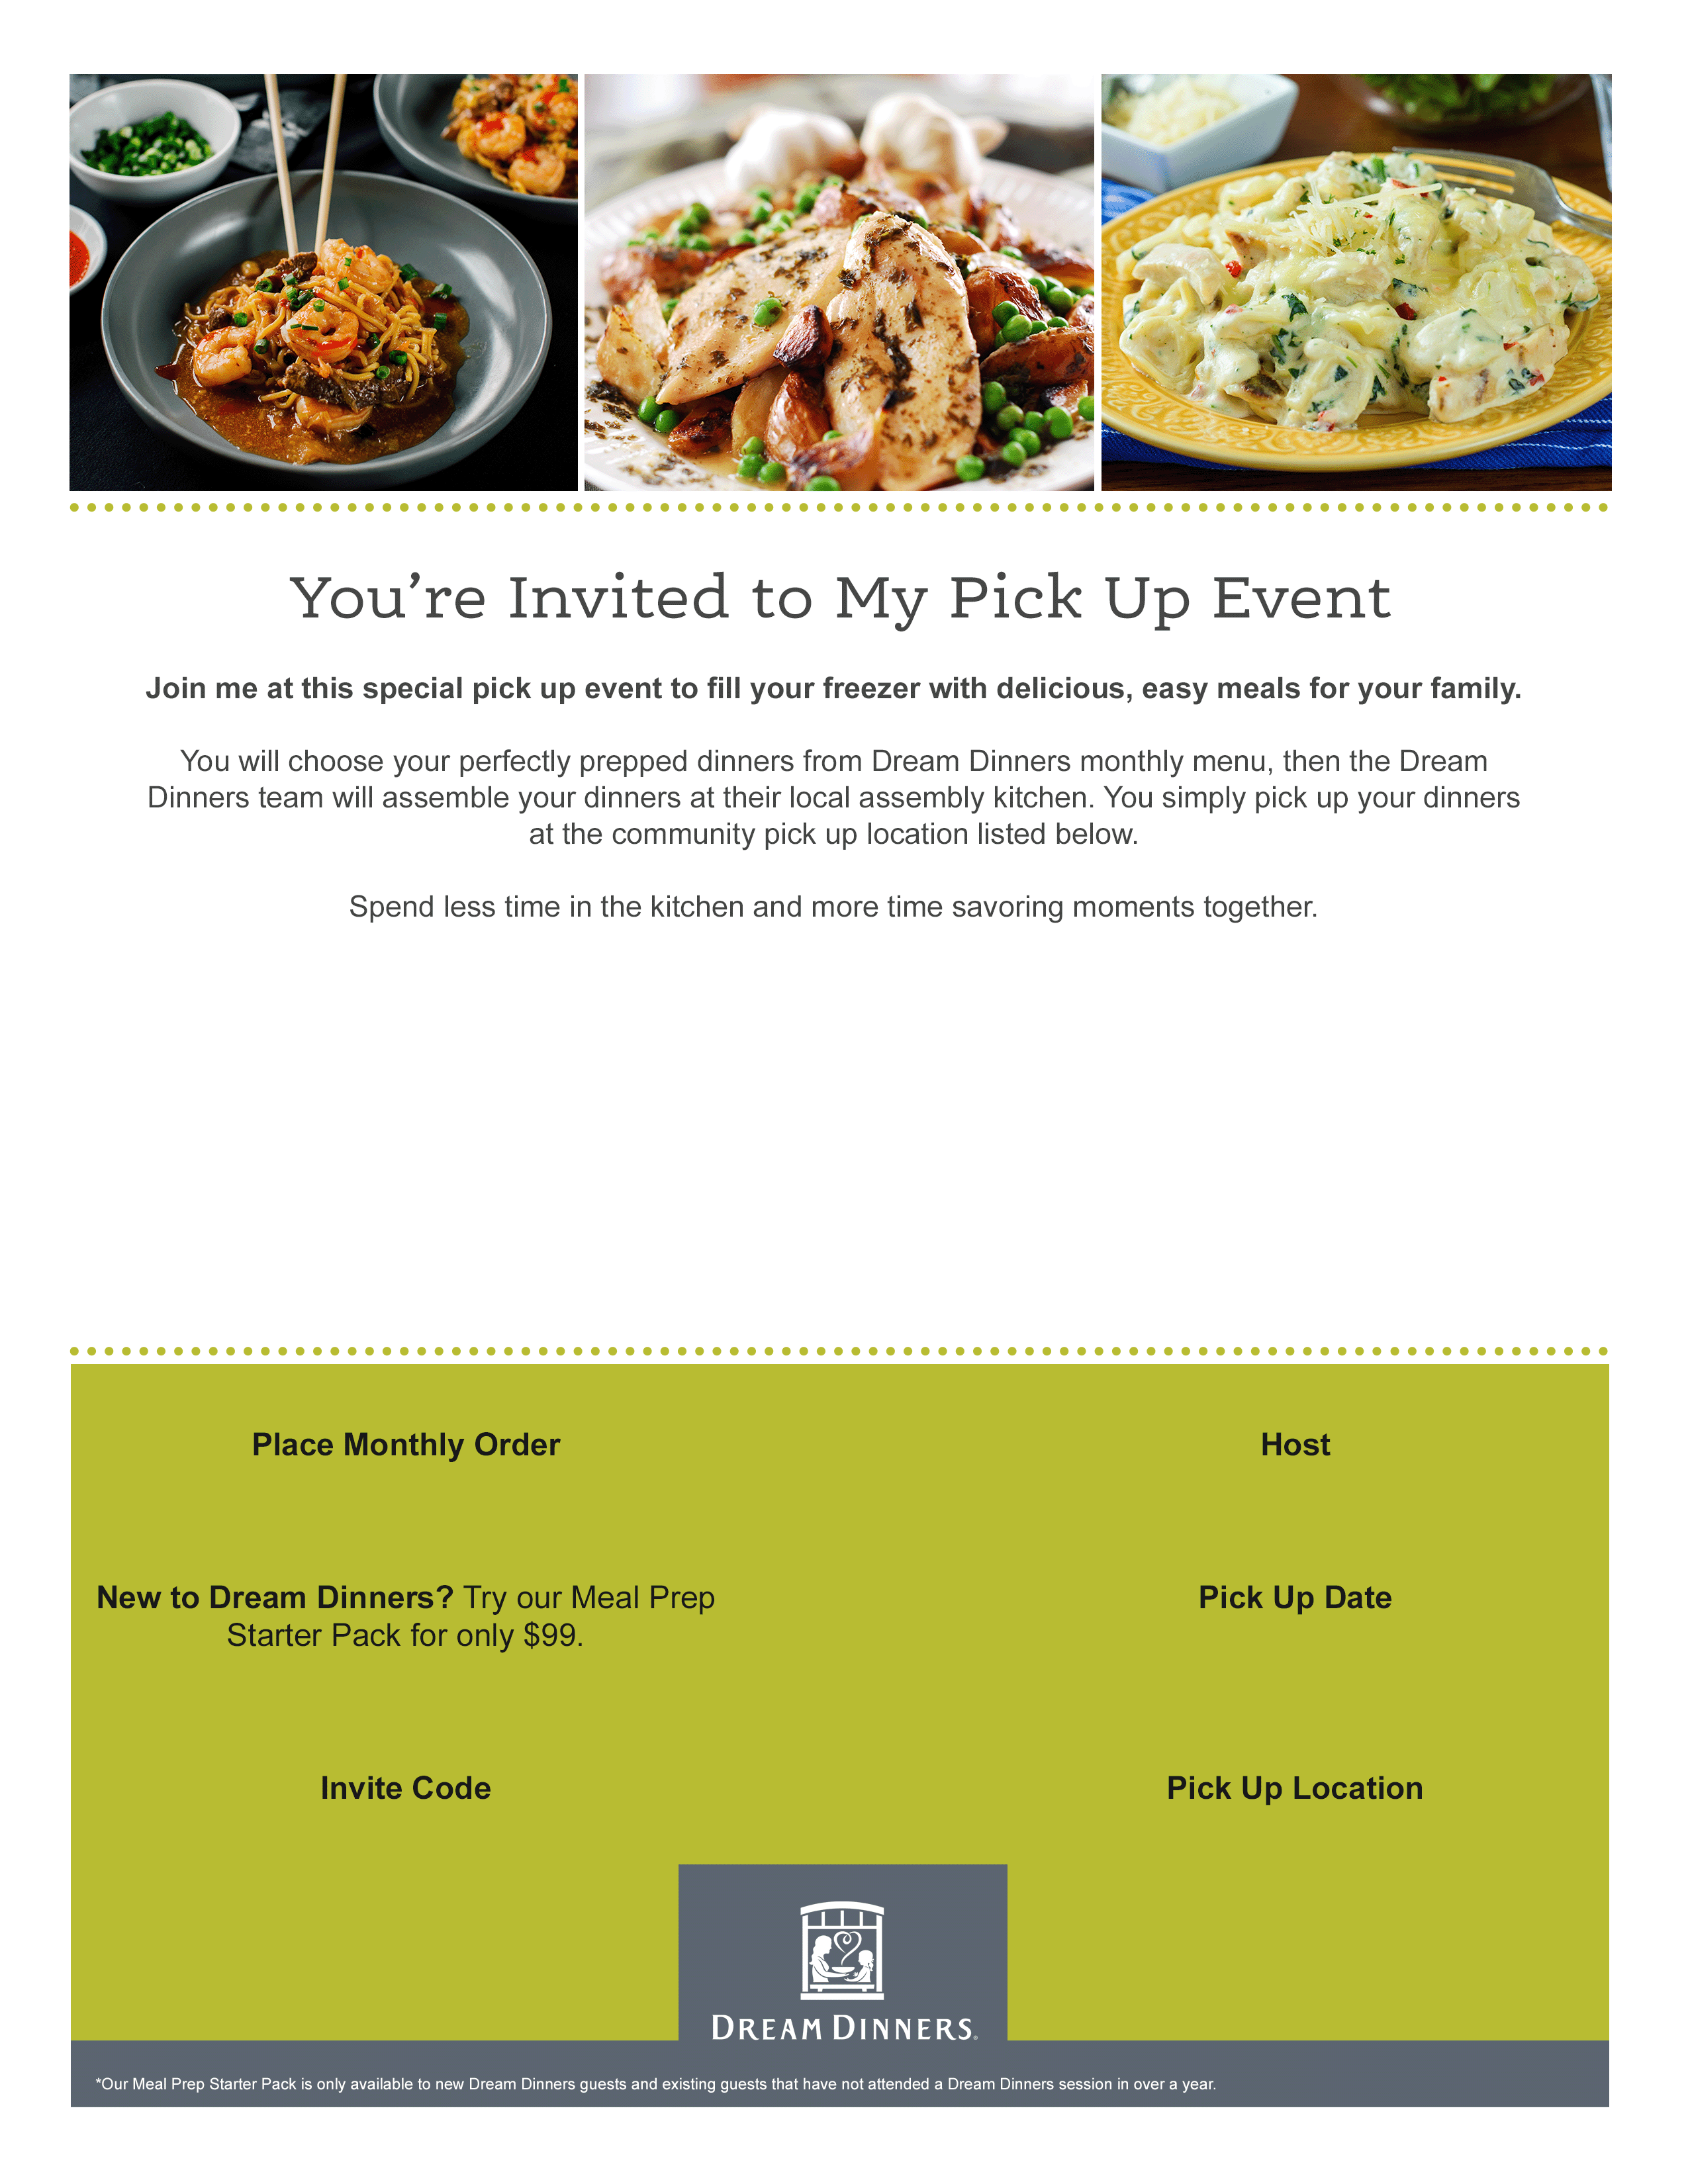 You’re Invited to My Pick Up Event
Join me at this special pick up event to fill your freezer with delicious, easy meals for your family.
You will choose your perfectly prepped dinners from Dream Dinners monthly menu, then the Dream
Dinners team will assemble your dinners at their local assembly kitchen. You simply pick up your dinners
at the community pick up location listed below.
Spend less time in the kitchen and more time savoring moments together.
Place Monthly Order
Host
New to Dream Dinners? Try our Meal Prep
Starter Pack for only $99.
Pick Up Date
Invite Code
Pick Up Location
DREAM DINNERS
*Our Meal Prep Starter Pack is only available to new Dream Dinners guests and existing guests that have not attended a Dream Dinners session in over a year.